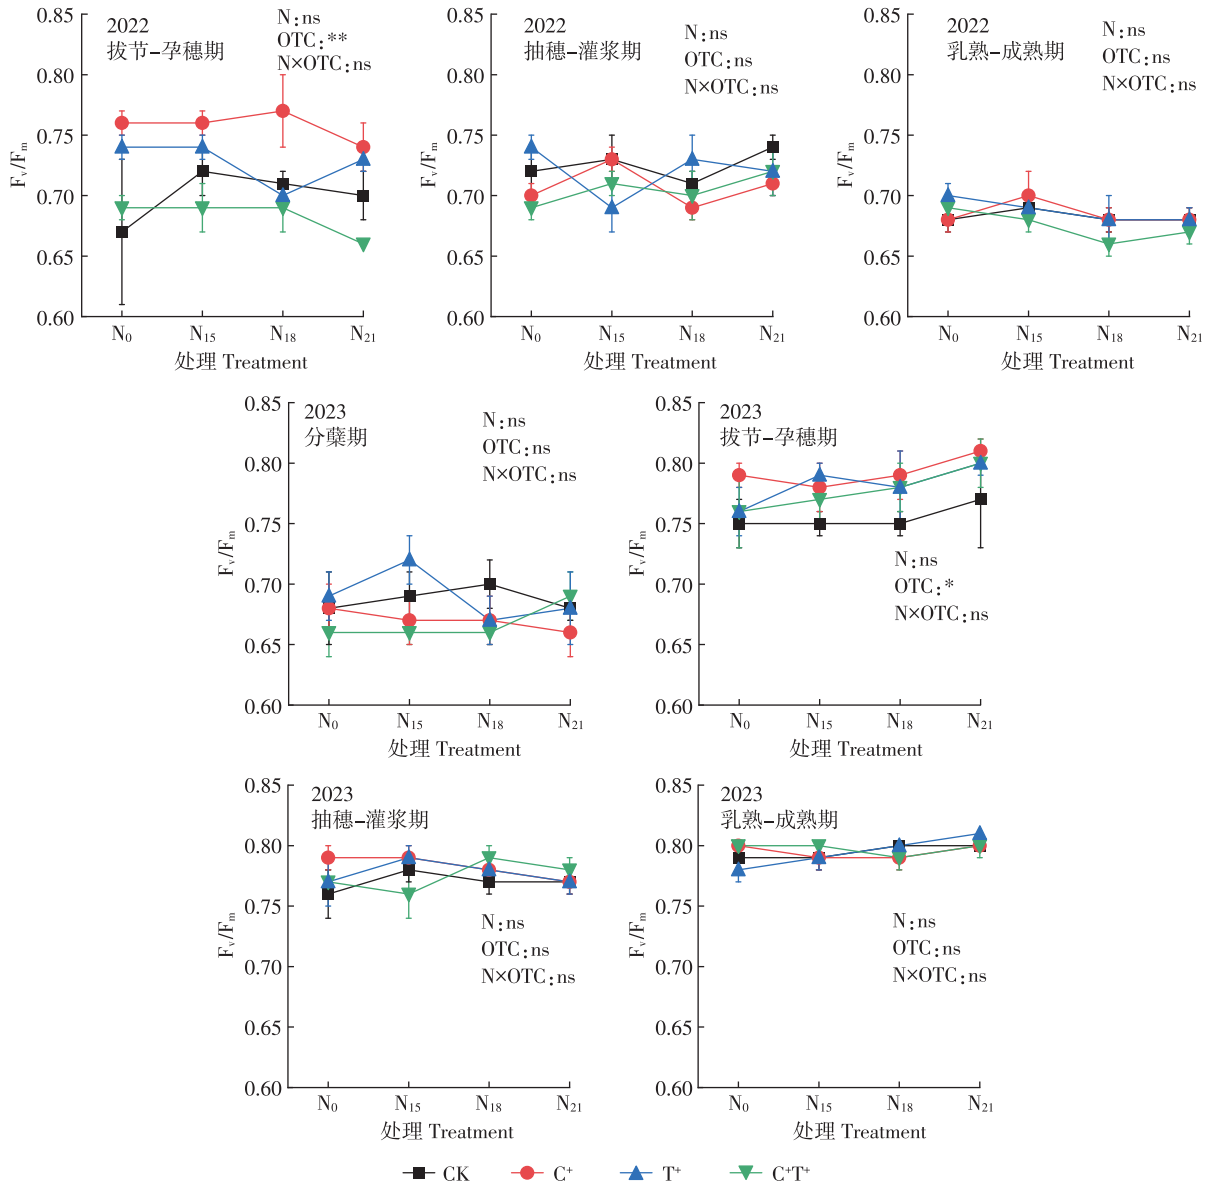 0.85
0.80
0.75
0.70
0.65
0.60
Fv/Fm
2022
拔节–孕穗期
N:ns
OTC:**
N×OTC:ns
N0 N15 N18 N21
处理 Treatment
0.85
0.80
0.75
0.70
0.65
0.60
Fv/Fm
2022
抽穗–灌浆期
N:ns
OTC:ns
N×OTC:ns
N0 N15 N18 N21
处理 Treatment
0.85
0.80
0.75
0.70
0.65
0.60
Fv/Fm
2022
乳熟–成熟期
N:ns
OTC:ns
N×OTC:ns
N0 N15 N18 N21
处理 Treatment
0.85
0.80
0.75
0.70
0.65
0.60
Fv/Fm
2023
分蘖期
N:ns
OTC:ns
N×OTC:ns
N0 N15 N18 N21
处理 Treatment
0.85
0.80
0.75
0.70
0.65
0.60
Fv/Fm
2023
拔节–孕穗期
N:ns
OTC:*
N×OTC:ns
N0 N15 N18 N21
处理 Treatment
0.85
0.80
0.75
0.70
0.65
0.60
Fv/Fm
2023
抽穗–灌浆期
N:ns
OTC:ns
N×OTC:ns
N0 N15 N18 N21
处理 Treatment
0.85
0.80
0.75
0.70
0.65
0.60
Fv/Fm
2023
乳熟–成熟期
N:ns
OTC:ns
N×OTC:ns
N0 N15 N18 N21
处理 Treatment
CK C⁺ T⁺ C⁺T⁺